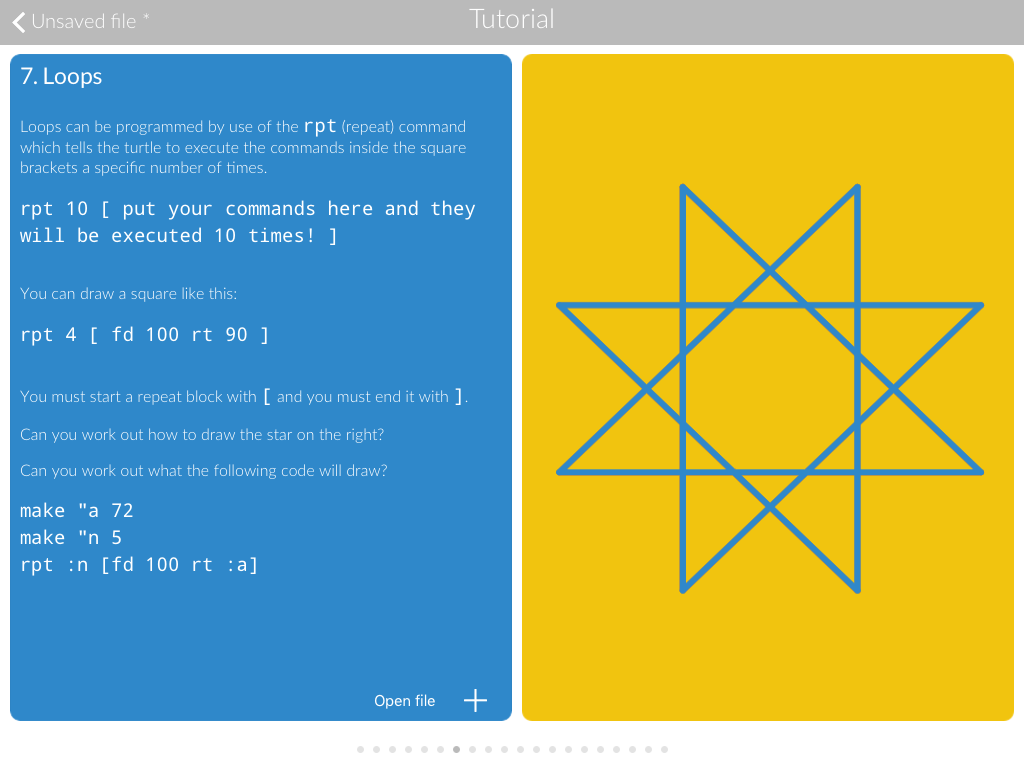 Unsaved file *
Tutorial
7. Loops
Loops can be programmed by use of the rpt (repeat) command
which tells the turtle to execute the commands inside the square
brackets a specific number of times.
rpt 10 [ put your commands here and they
will be executed 10 times! ]
You can draw a square like this:
rpt 4 [ fd 100 rt 90 ]
You must start a repeat block with [ and you must end it with ].
Can you work out how to draw the star on the right?
Can you work out what the following code will draw?
make "a 72
make "n 5
rpt :n [fd 100 rt :a]
Open file